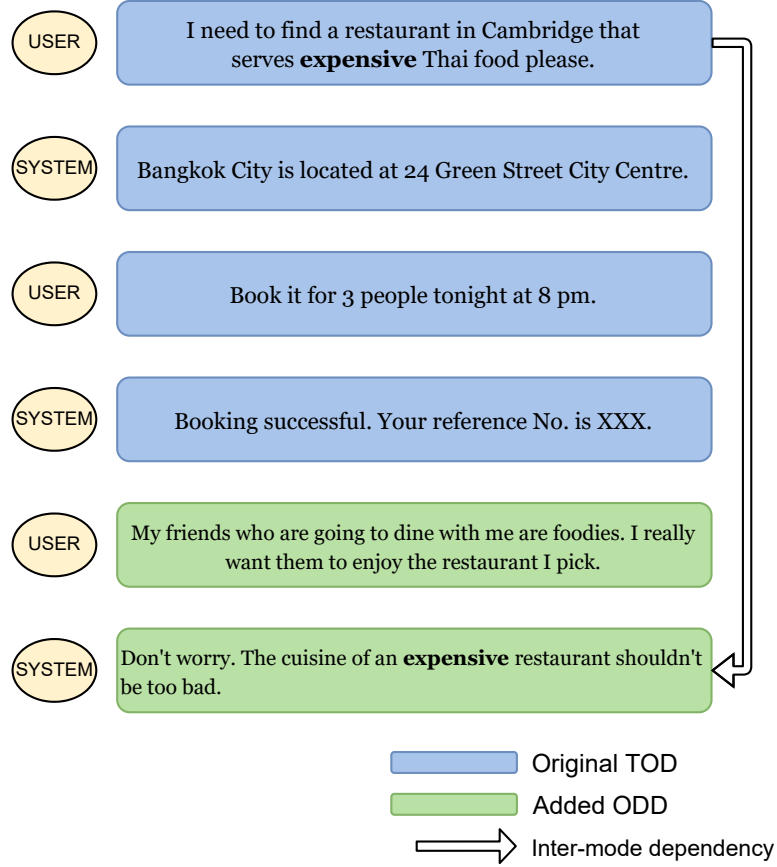 USER
I need to find a restaurant in Cambridge that
serves expensive Thai food please.
SYSTEM
Bangkok City is located at 24 Green Street City Centre.
USER
Book it for 3 people tonight at 8 pm.
SYSTEM
Booking successful. Your reference No. is XXX.
USER
My friends who are going to dine with me are foodies. I really
want them to enjoy the restaurant I pick.
SYSTEM
Don't worry. The cuisine of an expensive restaurant shouldn't
be too bad.
Original TOD
Added ODD
Inter-mode dependency